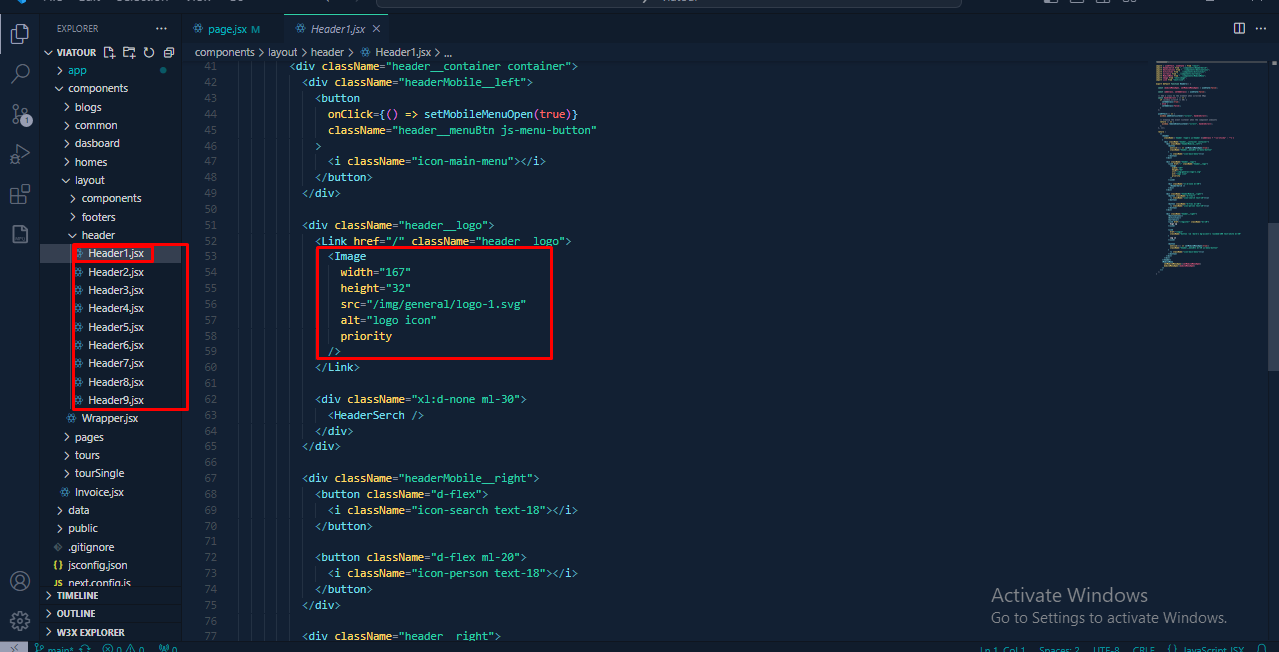 EXPLORER
VIATOUR
app
components
blogs
common
dasboard
homes
layout
components
footers
header
Header1.jsx
Header2.jsx
Header3.jsx
Header4.jsx
Header5.jsx
Header6.jsx
Header7.jsx
Header8.jsx
Header9.jsx
Wrapper.jsx
pages
tours
tourSingle
Invoice.jsx
data
public
.gitignore
{} jsconfig.json
JS next.config.js
TIMELINE
OUTLINE
W3X EXPLORER
page.jsx M
Header1.jsx
components > layout > header > Header1.jsx > ...
41 <div className="header__container container">
42 <div className="headerMobile__left">
43 <button
44 onClick={() => setMobileMenuOpen(true)}
45 className="header__menuBtn js-menu-button"
46 >
47 <i className="icon-main-menu"></i>
48 </button>
49 </div>
50
51 <div className="header__logo">
52 <Link href="/" className="header__logo">
53 <Image
54 width="167"
55 height="32"
56 src="/img/general/logo-1.svg"
57 alt="logo icon"
58 priority
59 />
60 </Link>
61
62 <div className="xl:d-none ml-30">
63 <HeaderSerch />
64 </div>
65 </div>
66
67 <div className="headerMobile__right">
68 <button className="d-flex">
69 <i className="icon-search text-18"></i>
70 </button>
71
72 <button className="d-flex ml-20">
73 <i className="icon-person text-18"></i>
74 </button>
75 </div>
76
77 <div className="header__right">
Activate Windows
Go to Settings to activate Windows.
main* 0 0 0
Ln 1, Col 1 Spaces: 2 UTF-8 CRLF {} JavaScript JSX